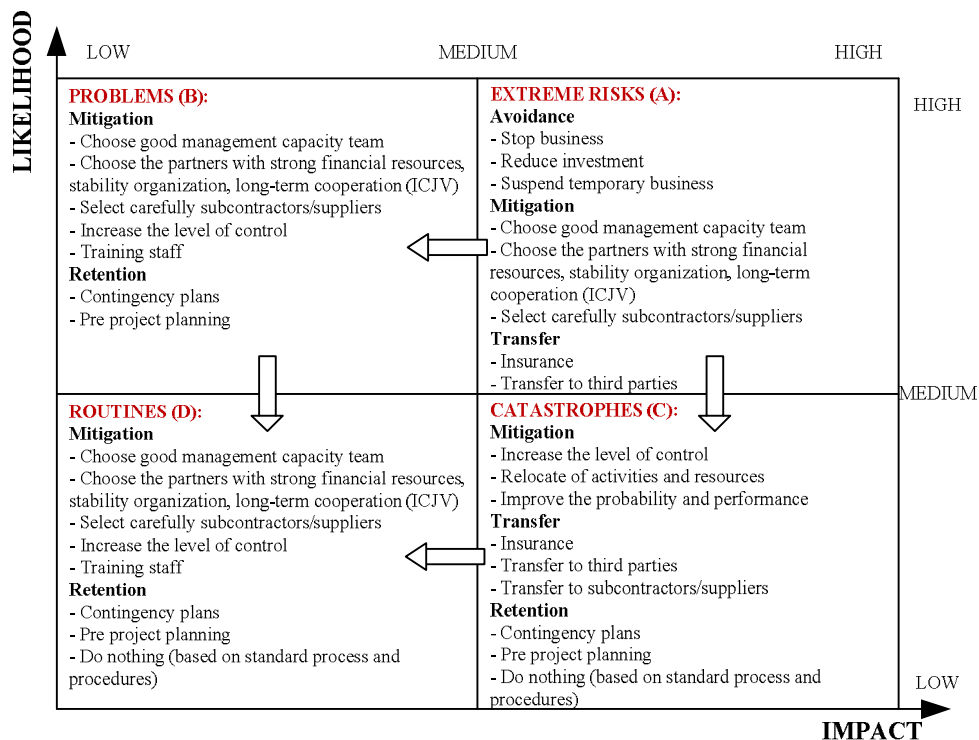 LIKELIHOOD
LOW
MEDIUM
HIGH
PROBLEMS (B):
Mitigation
- Choose good management capacity team
- Choose the partners with strong financial resources,
stability organization, long-term cooperation (ICJV)
- Select carefully subcontractors/suppliers
- Increase the level of control
- Training staff
Retention
- Contingency plans
- Pre project planning
EXTREME RISKS (A):
Avoidance
- Stop business
- Reduce investment
- Suspend temporary business
Mitigation
- Choose good management capacity team
- Choose the partners with strong financial
resources, stability organization, long-term
cooperation (ICJV)
- Select carefully subcontractors/suppliers
Transfer
- Insurance
- Transfer to third parties
HIGH
MEDIUM
ROUTINES (D):
Mitigation
- Choose good management capacity team
- Choose the partners with strong financial resources,
stability organization, long-term cooperation (ICJV)
- Select carefully subcontractors/suppliers
- Increase the level of control
- Training staff
Retention
- Contingency plans
- Pre project planning
- Do nothing (based on standard process and
procedures)
CATASTROPHES (C):
Mitigation
- Increase the level of control
- Relocate of activities and resources
- Improve the probability and performance
Transfer
- Insurance
- Transfer to third parties
- Transfer to subcontractors/suppliers
Retention
- Contingency plans
- Pre project planning
- Do nothing (based on standard process and
procedures)
LOW
IMPACT